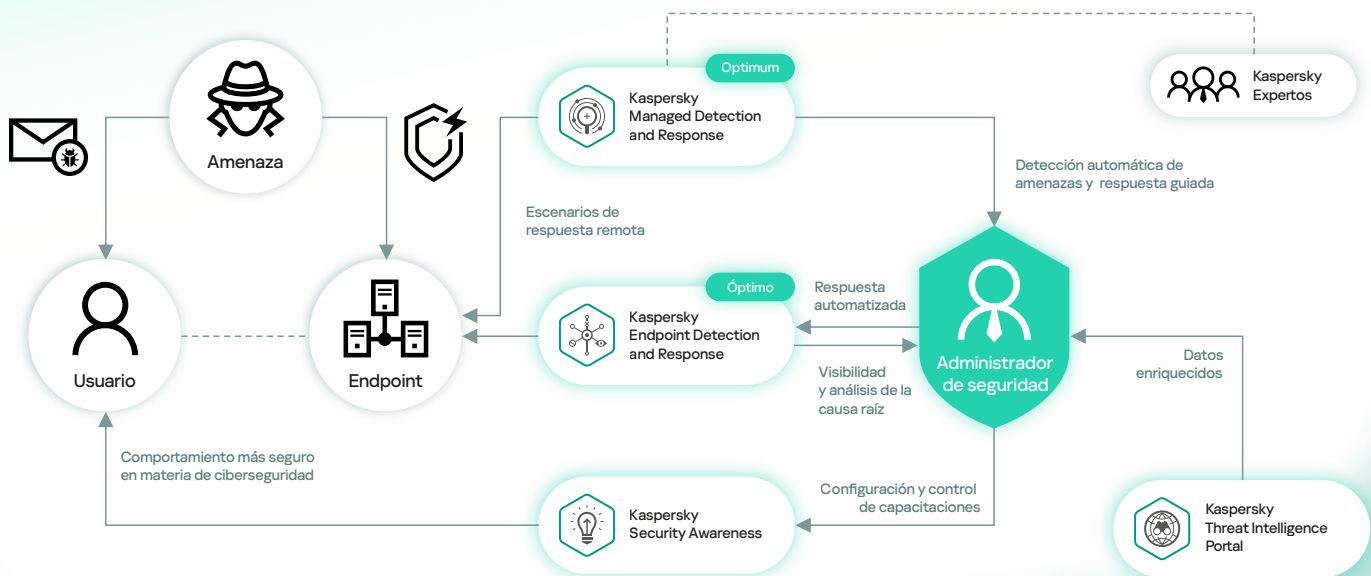 Optimum
Kaspersky
Managed Detection
and Response
Kaspersky
Expertos
Amenaza
Detección automática de
amenazas y respuesta guiada
Escenarios de
respuesta remota
Óptimo
Kaspersky
Endpoint Detection
and Response
Respuesta
automatizada
Visibilidad
y análisis de la
causa raíz
Administrador
de seguridad
Datos
enriquecidos
Usuario
Endpoint
Comportamiento más seguro
en materia de ciberseguridad
Kaspersky
Security Awareness
Configuración y control
de capacitaciones
Kaspersky
Threat Intelligence
Portal